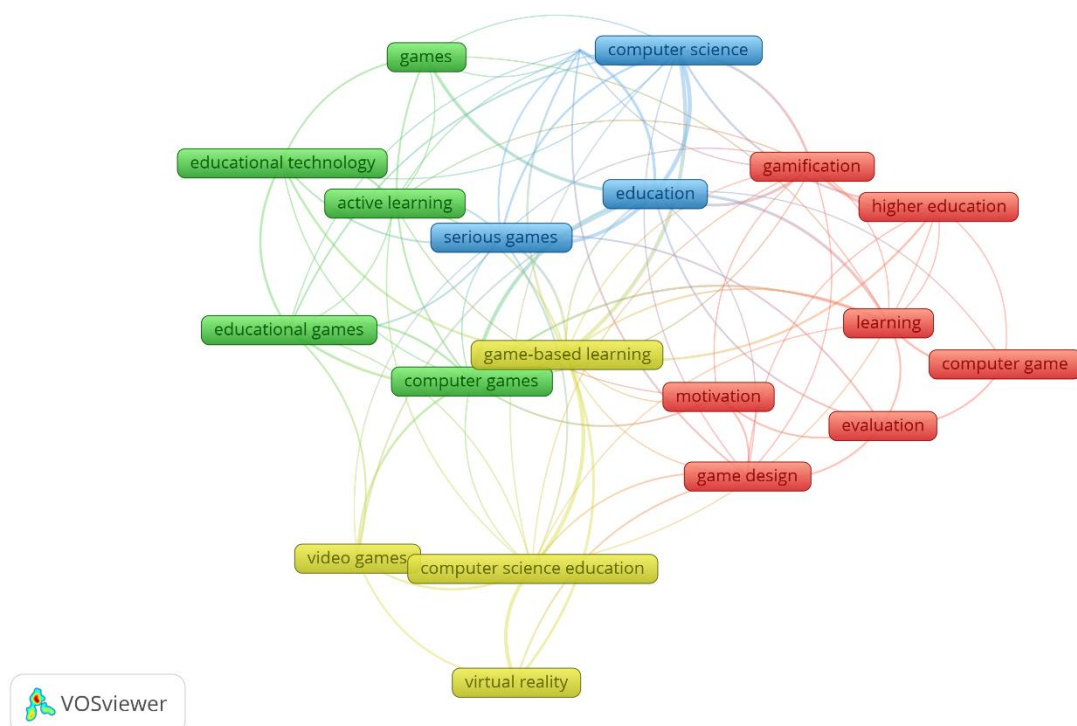 computer science
games
educational technology
gamification
active learning
education
higher education
serious games
educational games
learning
game-based learning
computer game
computer games
motivation
evaluation
game design
video games
computer science education
virtual reality
VOSviewer